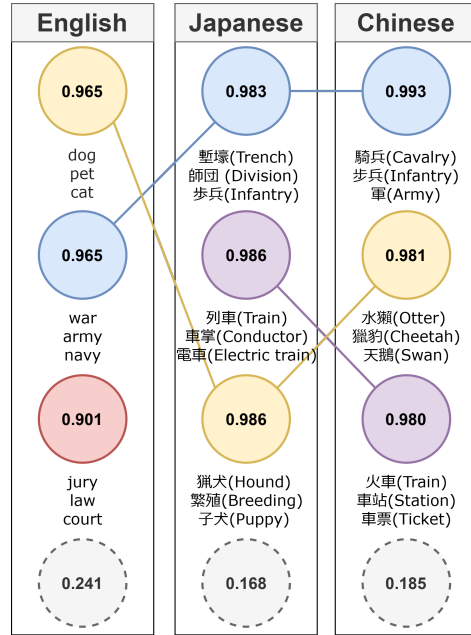 English
0.965
dog
pet
cat
0.965
war
army
navy
0.901
jury
law
court
0.241
Japanese
0.983
塹壕(Trench)
師団 (Division)
歩兵(Infantry)
0.986
列車(Train)
車掌(Conductor)
電車(Electric train)
0.986
猟犬(Hound)
繁殖(Breeding)
子犬(Puppy)
0.168
Chinese
0.993
騎兵(Cavalry)
步兵(Infantry)
軍(Army)
0.981
水獺(Otter)
獵豹(Cheetah)
天鵝(Swan)
0.980
火車(Train)
車站(Station)
車票(Ticket)
0.185